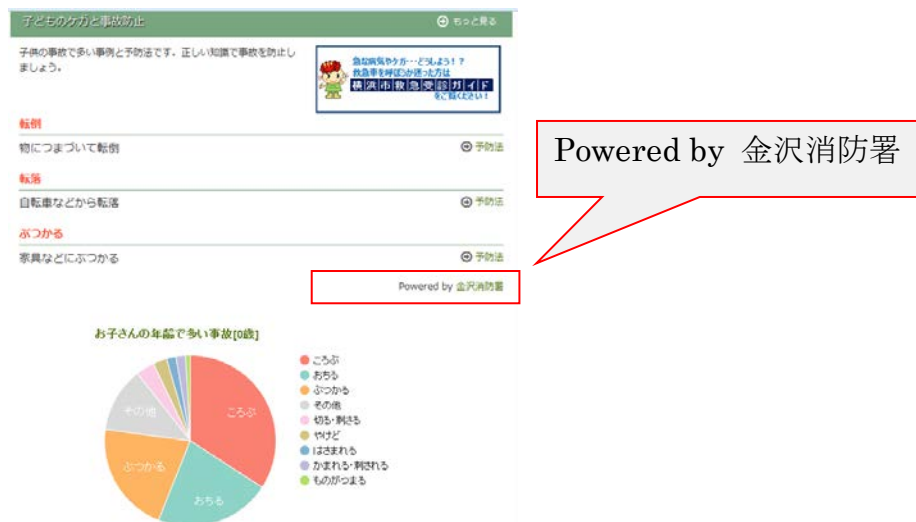 子どものケガと事故防止
もっと見る
子供の事故で多い事例と予防法です。正しい知識で事故を防止し
ましょう。
急な病気やケガ…どうしよう！？
救急車を呼ぶか迷った方は
横浜市救急受診ガイド
をご覧ください！
転倒
物につまづいて転倒
予防法
転落
自転車などから転落
予防法
ぶつかる
家具などにぶつかる
予防法
Powered by 金沢消防署
Powered by 金沢消防署
お子さんの年齢で多い事故[0歳]
ころぶ
おちる
ぶつかる
その他
切る・刺さる
やけど
はさまれる
かまれる・刺される
ものがつまる
その他
ころぶ
ぶつかる
おちる